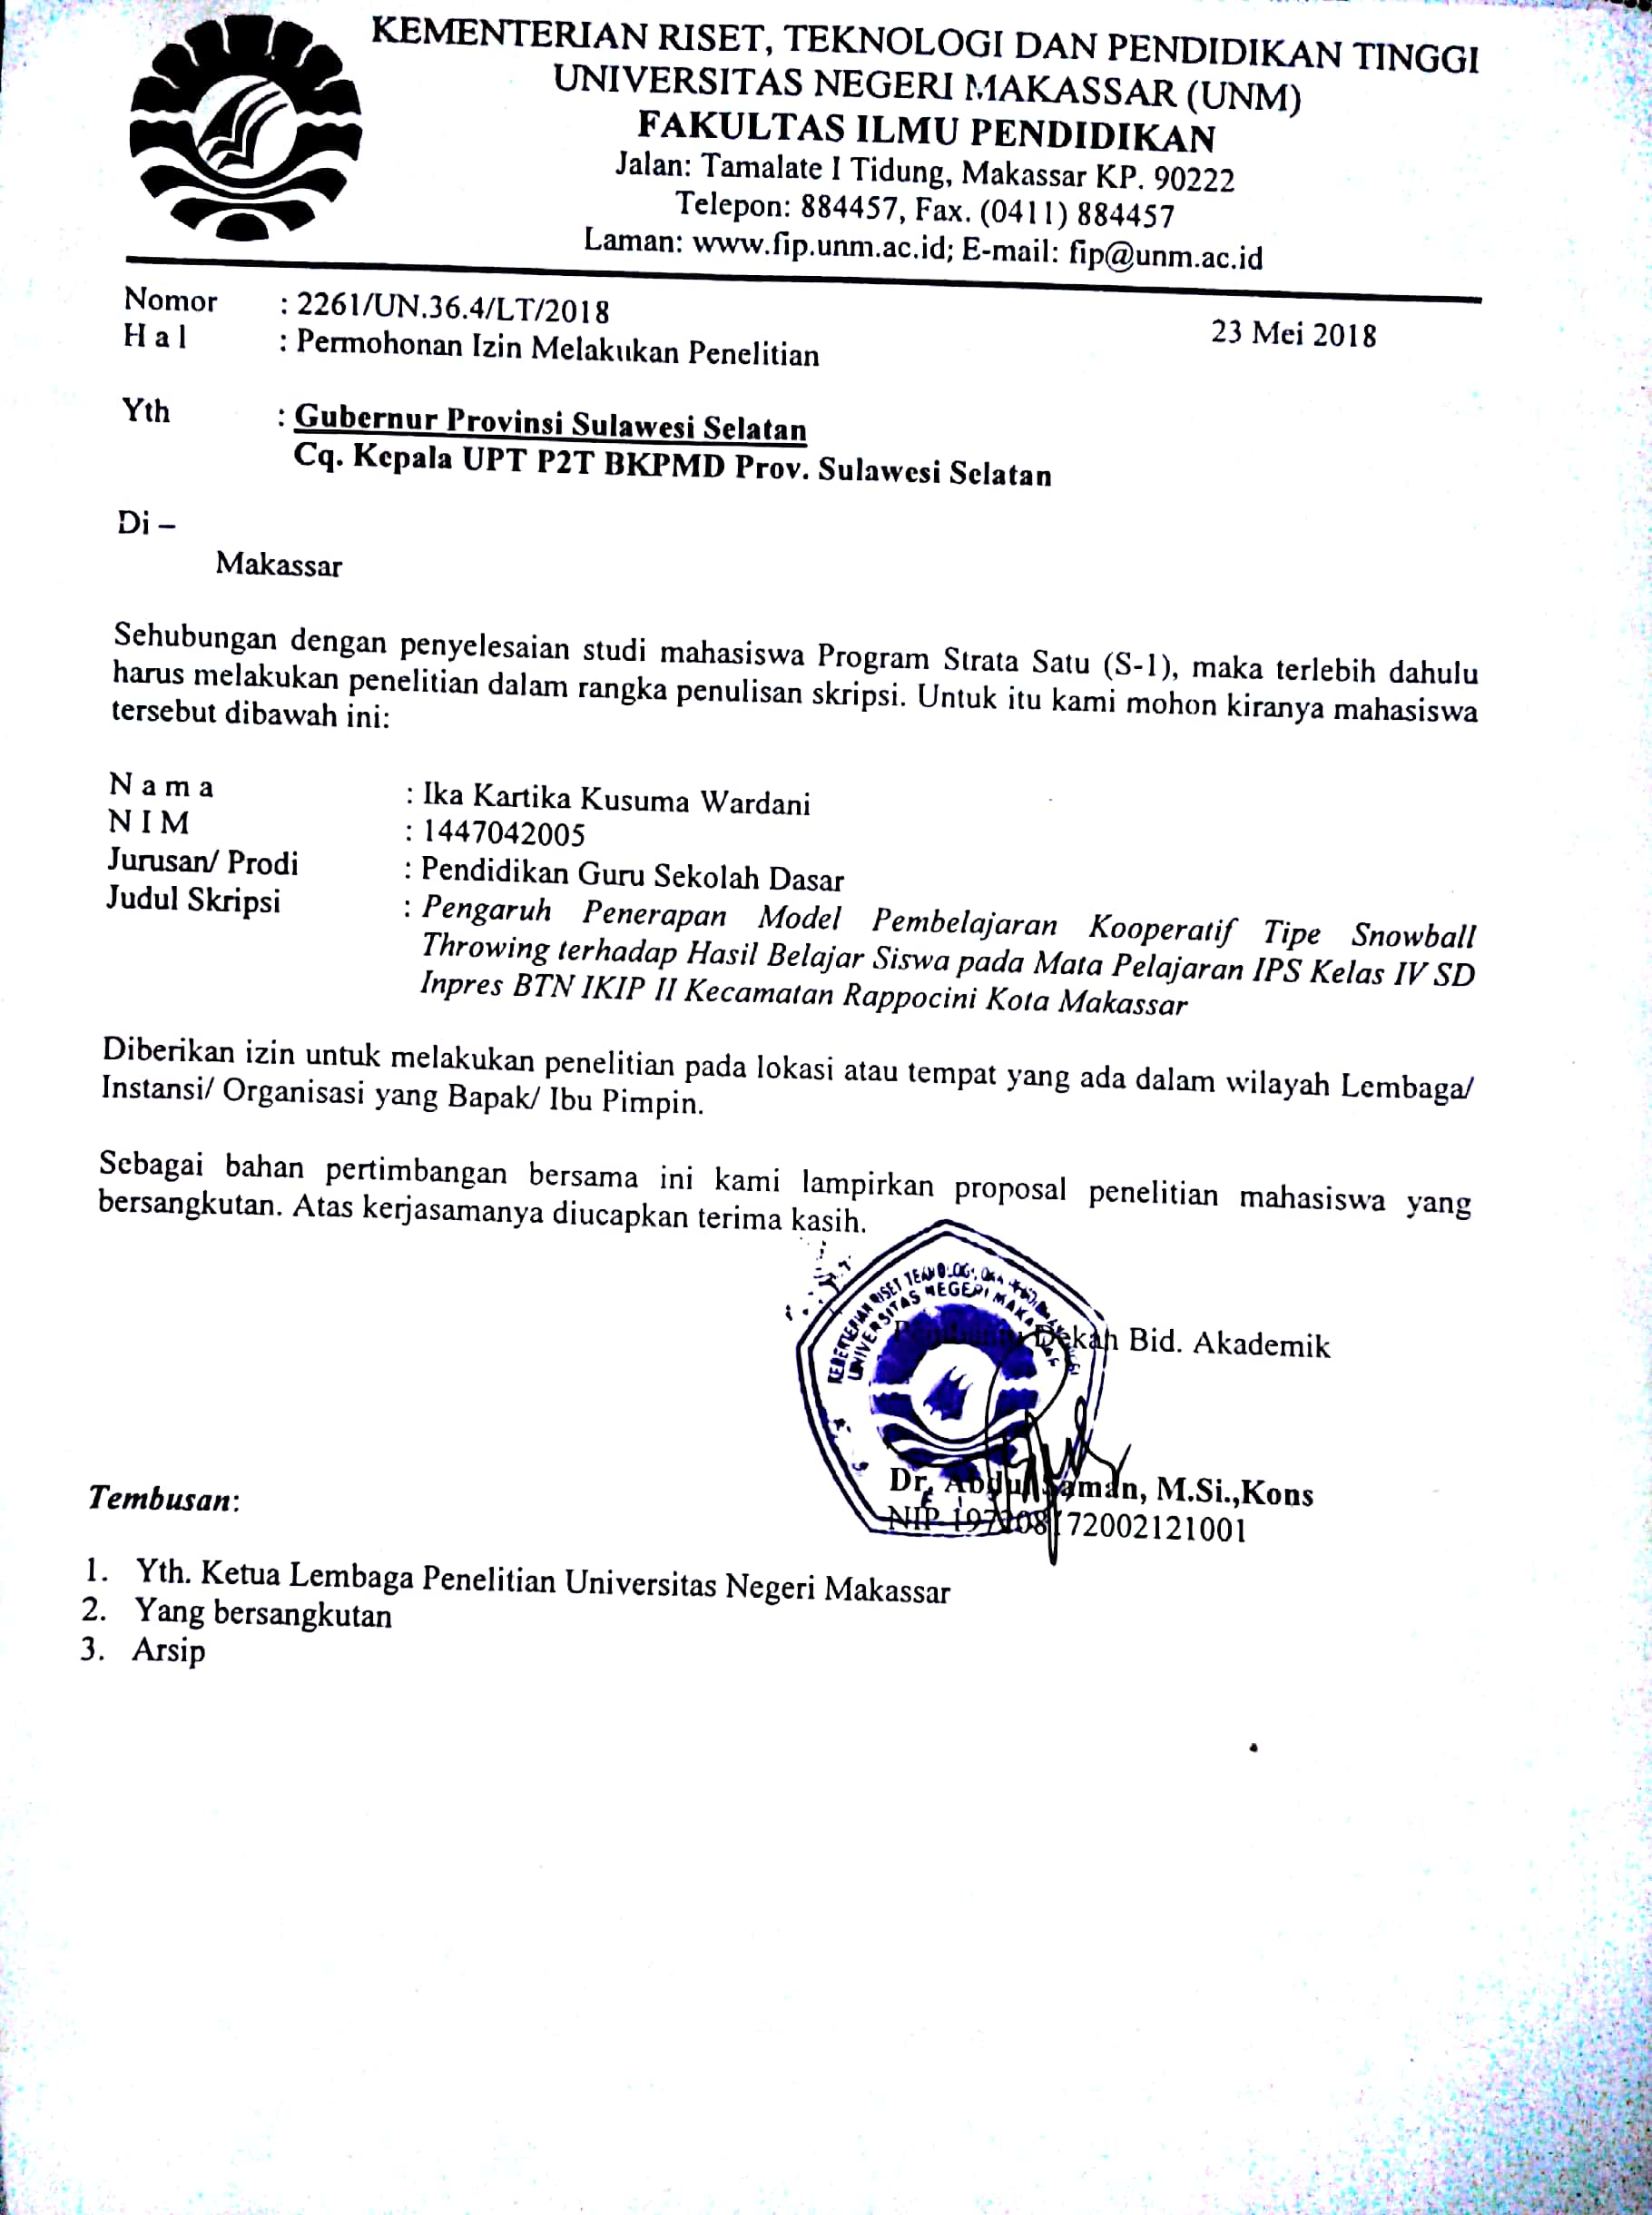 KEMENTERIAN RISET, TEKNOLOGI DAN PENDIDIKAN TINGGI
UNIVERSITAS NEGERI MAKASSAR (UNM)
FAKULTAS ILMU PENDIDIKAN
Jalan: Tamalate I Tidung, Makassar KP. 90222
Telepon: 884457, Fax. (0411) 884457
Laman: www.fip.unm.ac.id; E-mail: fip@unm.ac.id
Nomor : 2261/UN.36.4/LT/2018 23 Mei 2018
H a l : Permohonan Izin Melakukan Penelitian
Yth : Gubernur Provinsi Sulawesi Selatan
Cq. Kepala UPT P2T BKPMD Prov. Sulawesi Selatan
Di –
Makassar
Sehubungan dengan penyelesaian studi mahasiswa Program Strata Satu (S-1), maka terlebih dahulu
harus melakukan penelitian dalam rangka penulisan skripsi. Untuk itu kami mohon kiranya mahasiswa
tersebut dibawah ini:
N a m a : Ika Kartika Kusuma Wardani
N I M : 1447042005
Jurusan/ Prodi : Pendidikan Guru Sekolah Dasar
Judul Skripsi : Pengaruh Penerapan Model Pembelajaran Kooperatif Tipe Snowball
Throwing terhadap Hasil Belajar Siswa pada Mata Pelajaran IPS Kelas IV SD
Inpres BTN IKIP II Kecamatan Rappocini Kota Makassar
Diberikan izin untuk melakukan penelitian pada lokasi atau tempat yang ada dalam wilayah Lembaga/
Instansi/ Organisasi yang Bapak/ Ibu Pimpin.
Sebagai bahan pertimbangan bersama ini kami lampirkan proposal penelitian mahasiswa yang
bersangkutan. Atas kerjasamanya diucapkan terima kasih.
UNIVERSITAS NEGERI MAKASSAR
Dekan Bid. Akademik
Dr. Abdul Saman, M.Si.,Kons
NIP
Tembusan:
1. Yth. Ketua Lembaga Penelitian Universitas Negeri Makassar
2. Yang bersangkutan
3. Arsip